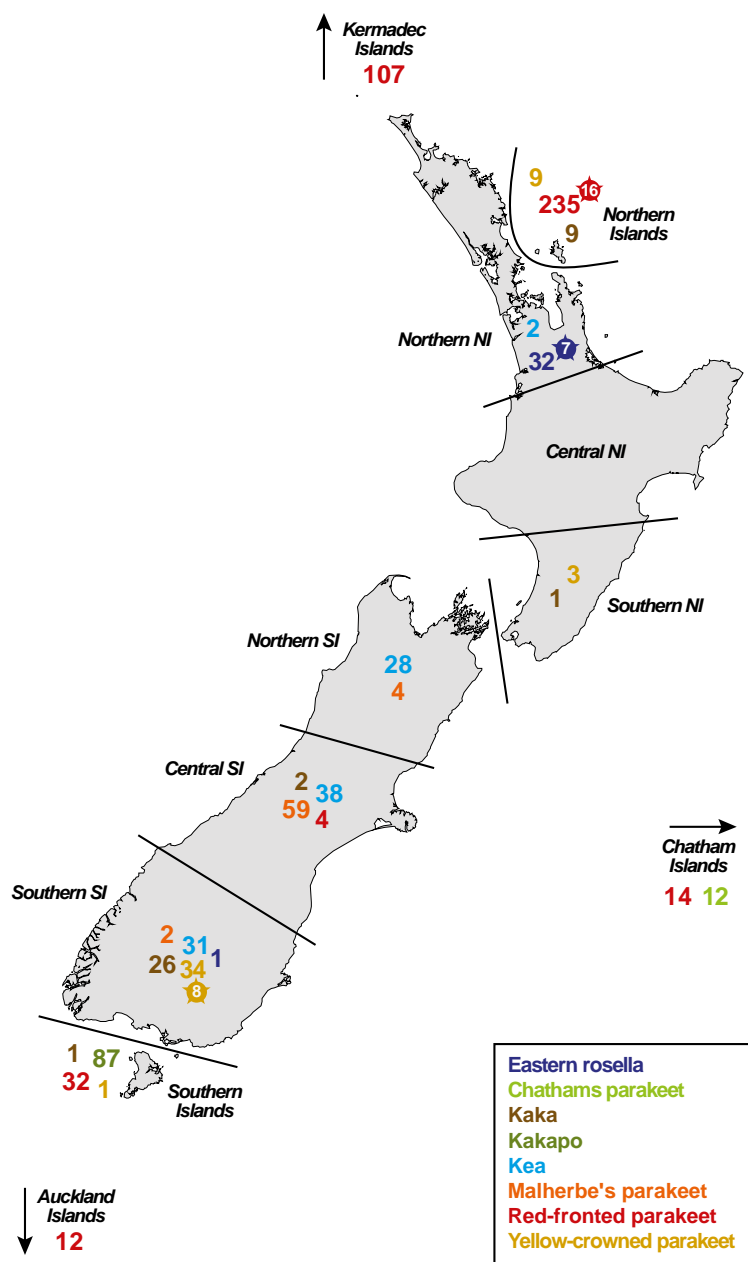 Kermadec
Islands
107
9
16
235
Northern
Islands
9
Northern NI
2
7
32
Central NI
3
1
Southern NI
Northern SI
28
4
Central SI
2
38
59
4
Chatham
Islands
14 12
Southern SI
2
31
1
26
34
8
1
87
32
1
Southern
Islands
Auckland
Islands
12
Eastern rosella
Chathams parakeet
Kaka
Kakapo
Kea
Malherbe's parakeet
Red-fronted parakeet
Yellow-crowned parakeet